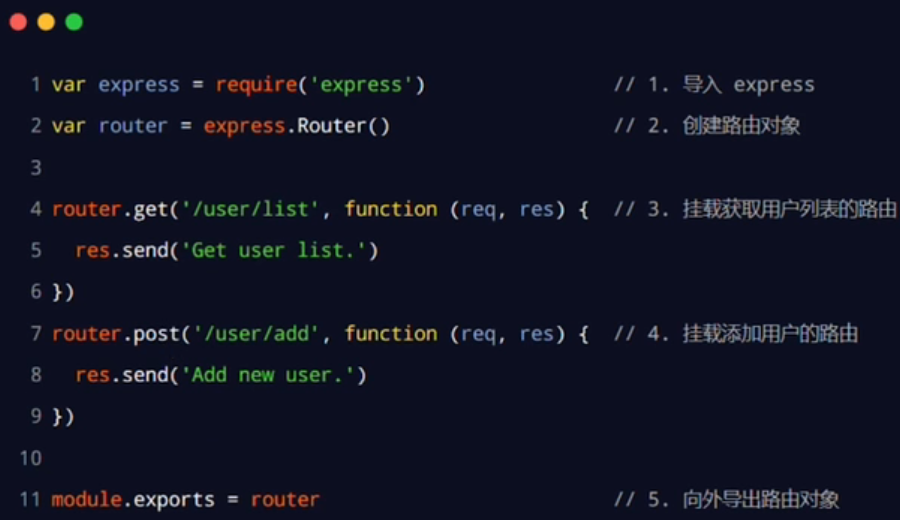 1 var express = require('express') // 1. 导入 express
2 var router = express.Router() // 2. 创建路由对象
3
4 router.get('/user/list', function (req, res) { // 3. 挂载获取用户列表的路由
5 res.send('Get user list.')
6 })
7 router.post('/user/add', function (req, res) { // 4. 挂载添加用户的路由
8 res.send('Add new user.')
9 })
10
11 module.exports = router // 5. 向外导出路由对象